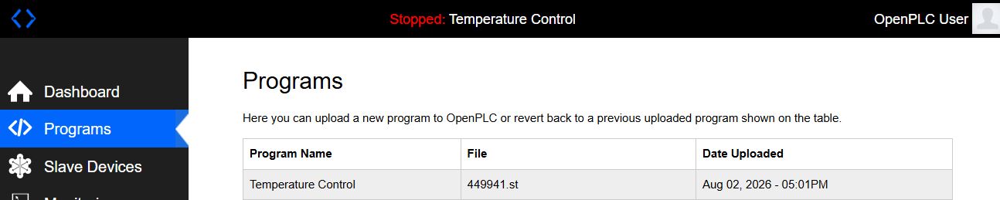 Stopped: Temperature Control
OpenPLC User
Dashboard
Programs
Slave Devices
Programs
Here you can upload a new program to OpenPLC or revert back to a previous uploaded program shown on the table.
Program Name File Date Uploaded
Temperature Control 449941.st Aug 02, 2026 - 05:01PM